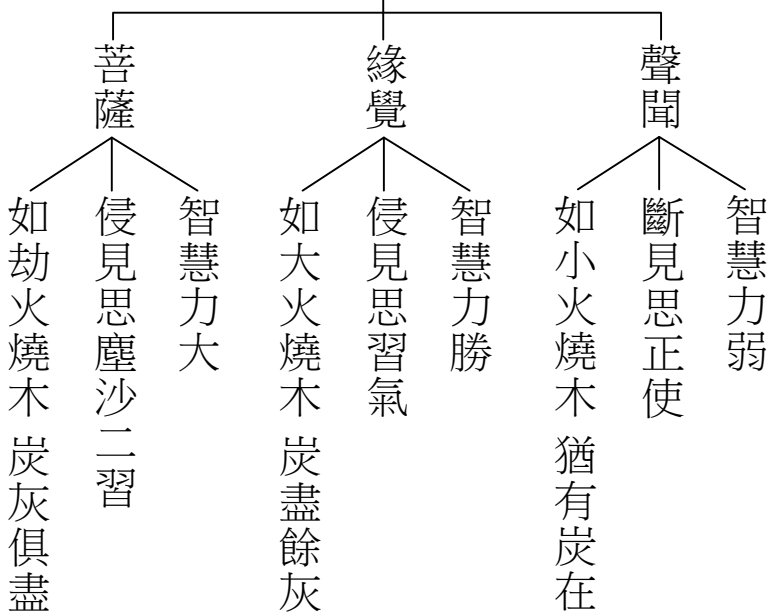 聲聞
智慧力弱
斷見思正使
如小火燒木 猶有炭在
緣覺
智慧力勝
侵見思習氣
如大火燒木 炭盡餘灰
菩薩
智慧力大
侵見思塵沙二習
如劫火燒木 炭灰俱盡